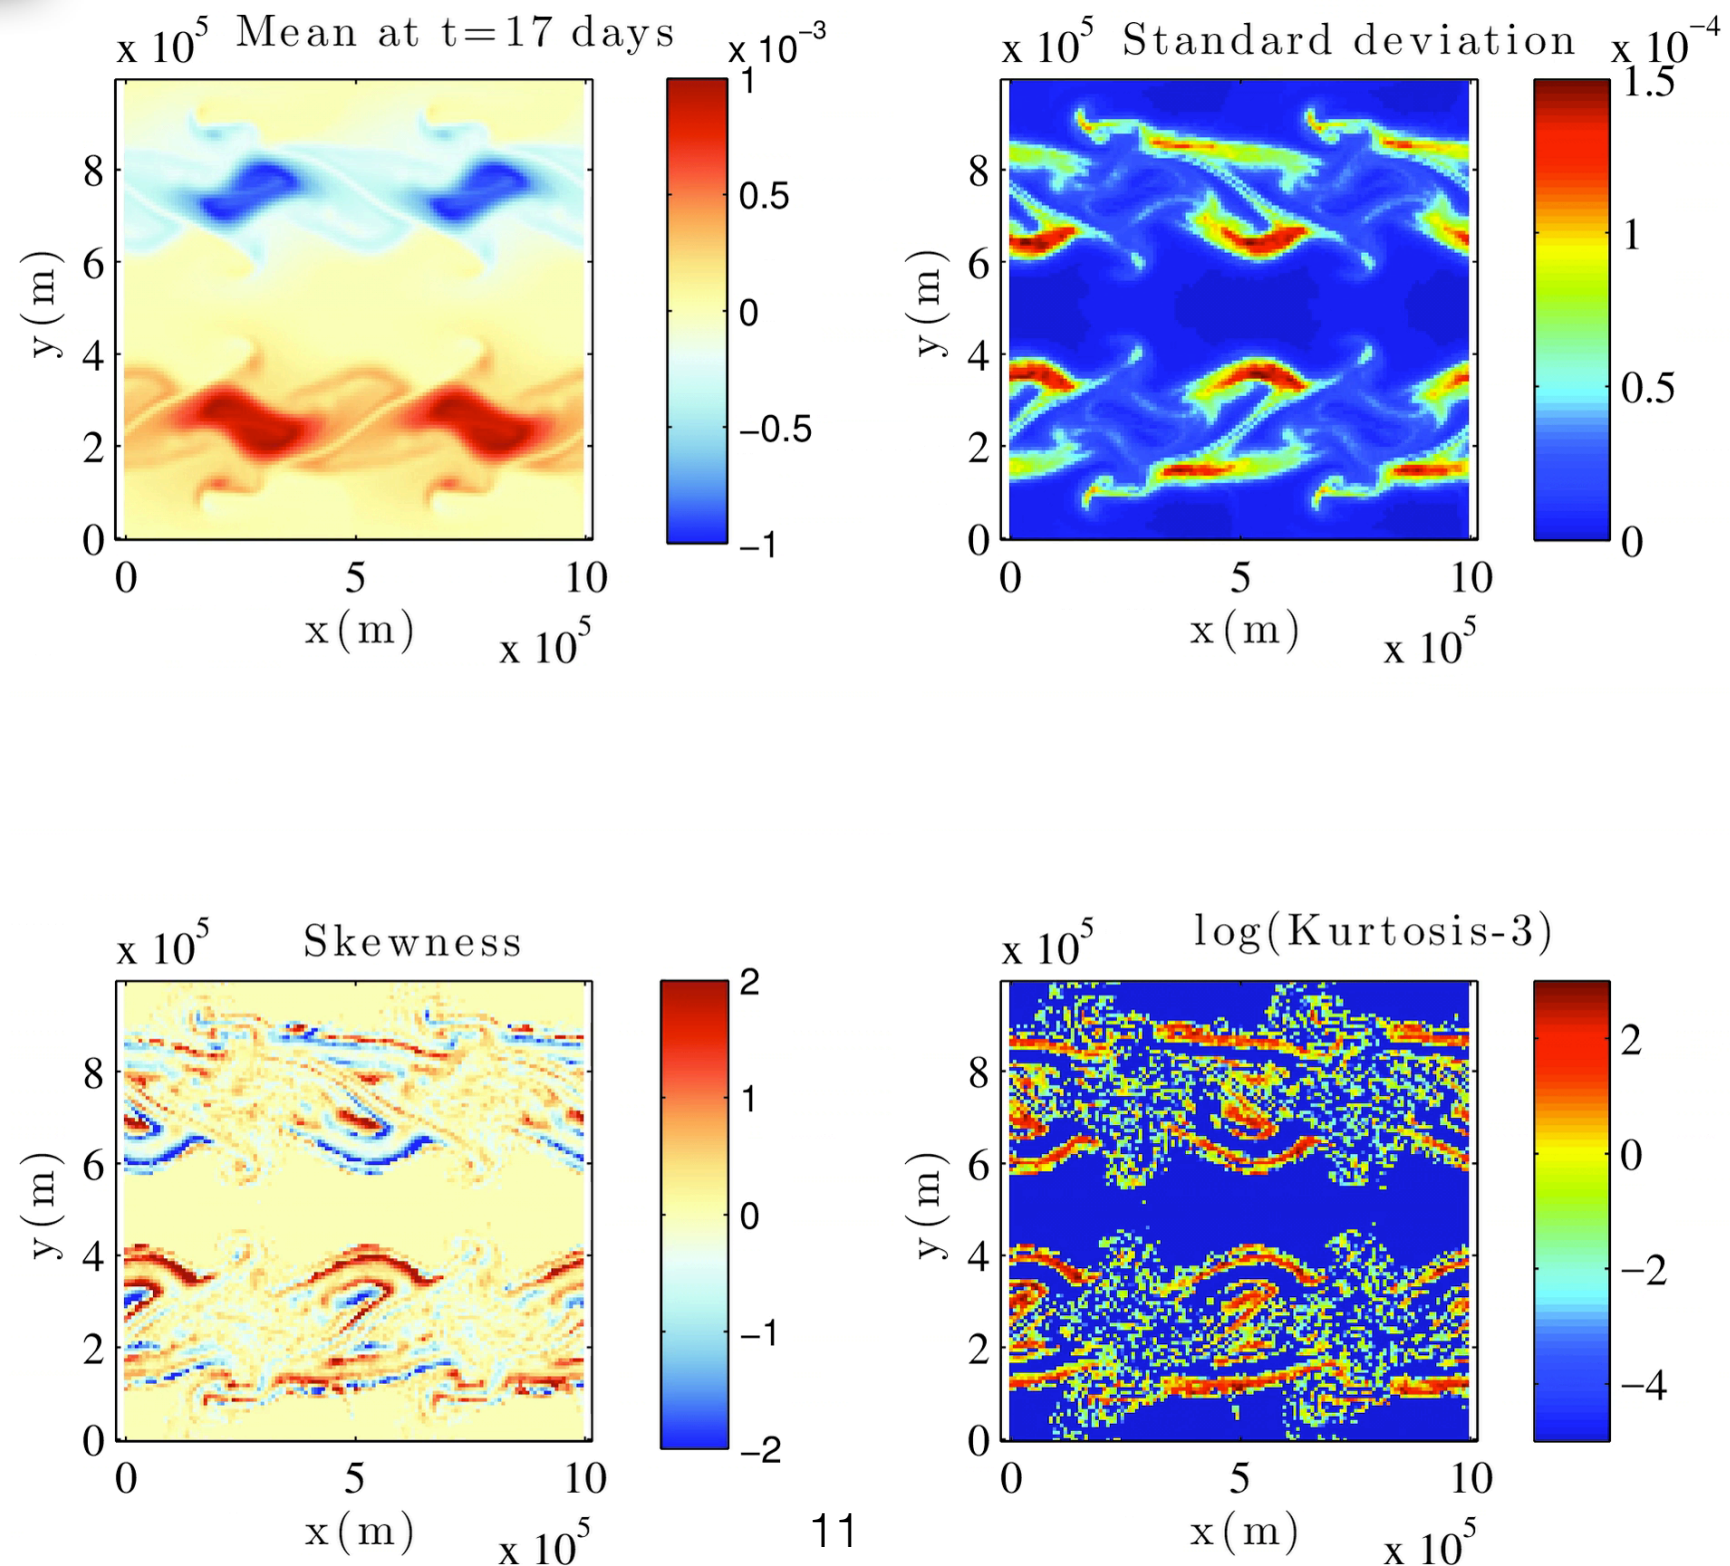 x 10^5 Mean at t=17 days x 10^−3
1
0.5
0
−0.5
−1
8
6
4
2
0
y(m)
0 5 10
x(m) x 10^5
x 10^5 Standard deviation x 10^−4
1.5
1
0.5
0
8
6
4
2
0
y(m)
0 5 10
x(m) x 10^5
x 10^5 Skewness
2
1
0
−1
−2
8
6
4
2
0
y(m)
0 5 10
x(m) x 10^5
x 10^5 log(Kurtosis-3)
2
0
−2
−4
8
6
4
2
0
y(m)
0 5 10
x(m) x 10^5
11